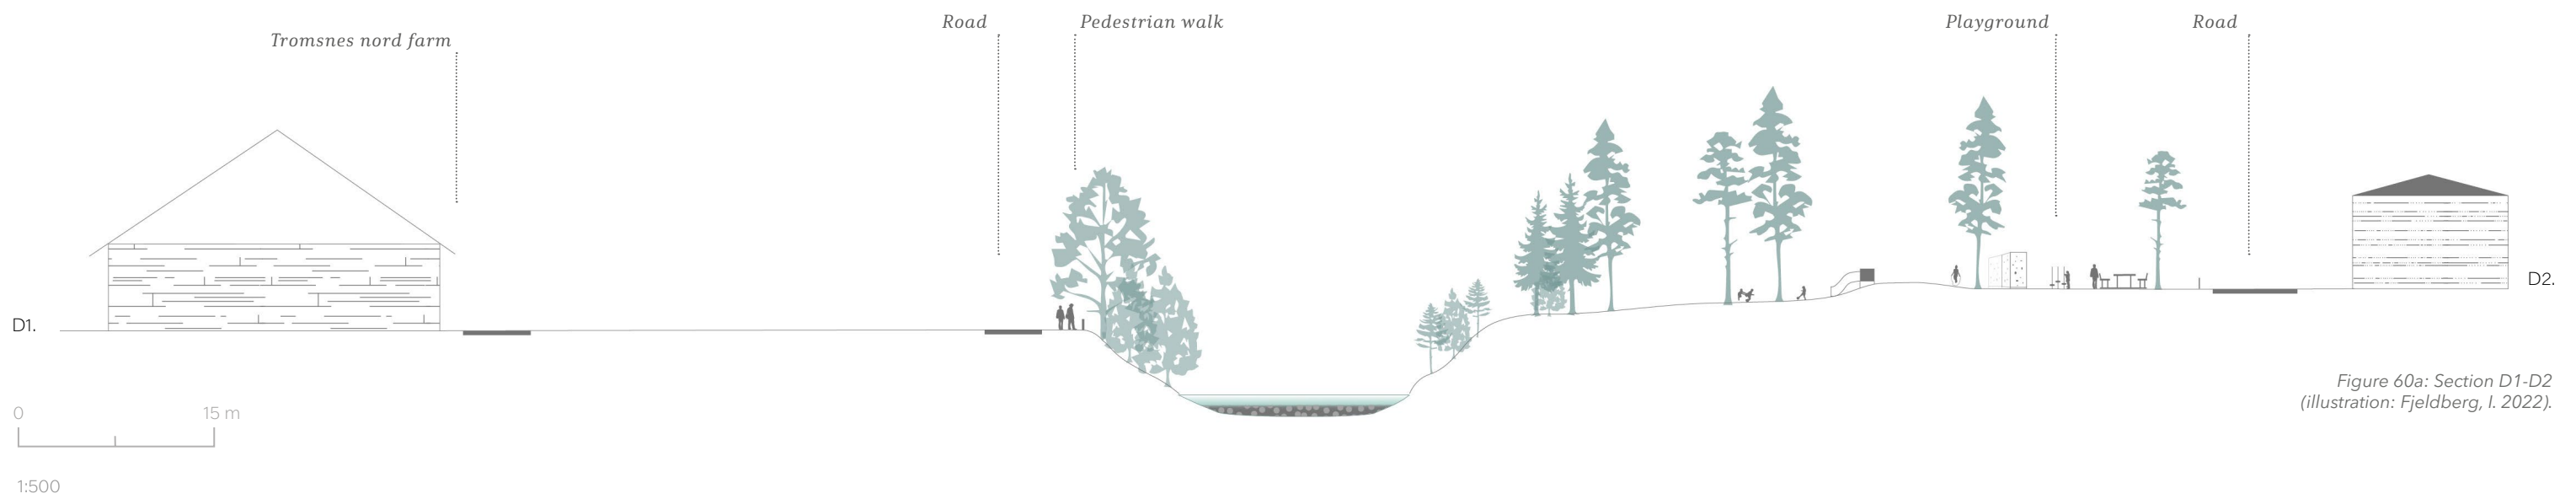 Road
Pedestrian walk
Playground
Road
Tromsnes nord farm
D2.
D1.
Figure 60a: Section D1-D2
(illustration: Fjeldberg, I. 2022).
0
15 m
1:500